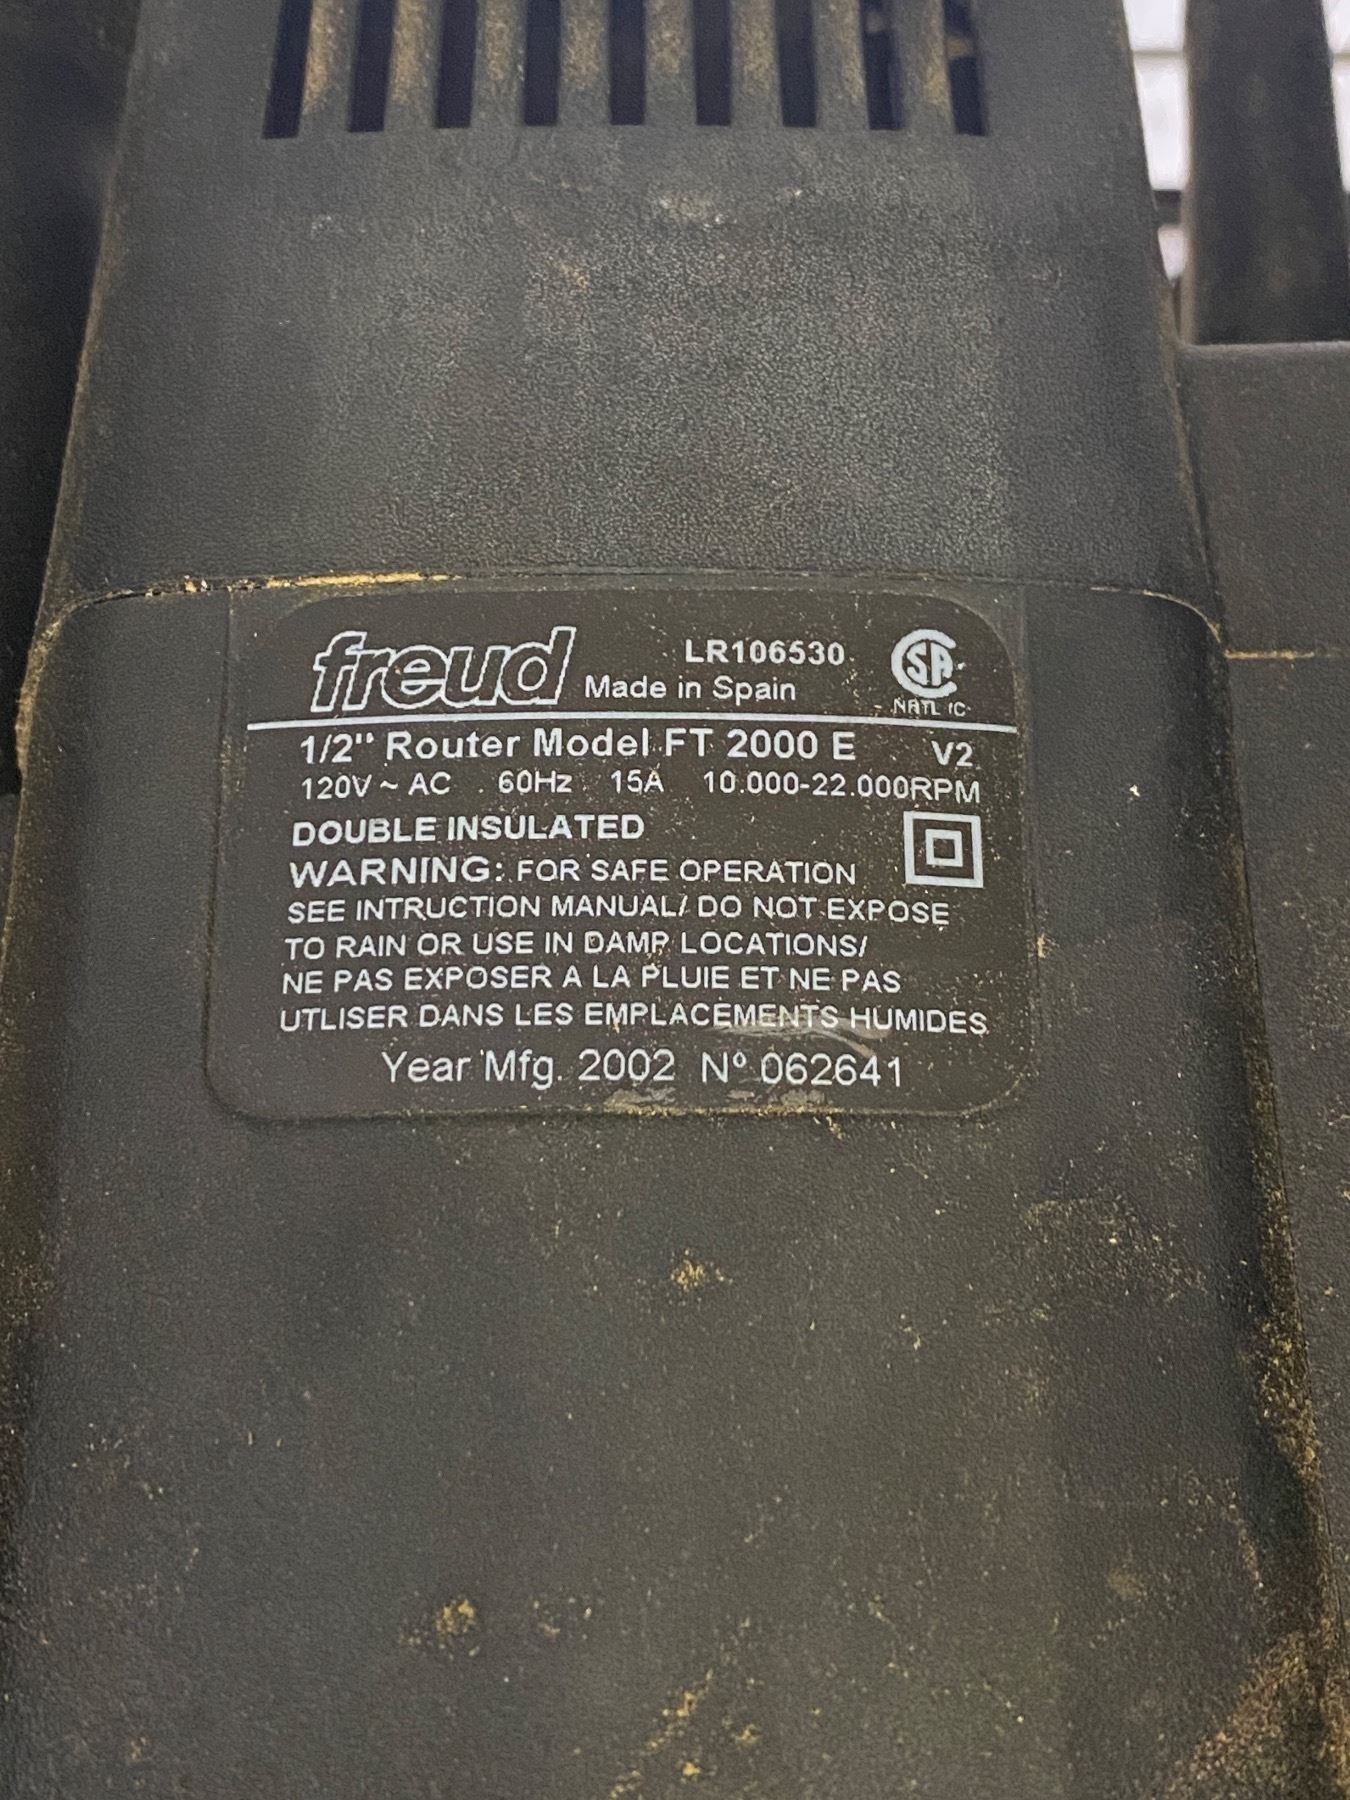 freud LR106530
Made in Spain
NRTL/C
1/2" Router Model FT 2000 E V2
120V ~ AC 60Hz 15A 10.000-22.000RPM
DOUBLE INSULATED
WARNING: FOR SAFE OPERATION
SEE INTRUCTION MANUAL/ DO NOT EXPOSE
TO RAIN OR USE IN DAMP LOCATIONS/
NE PAS EXPOSER A LA PLUIE ET NE PAS
UTLISER DANS LES EMPLACEMENTS HUMIDES
Year Mfg. 2002 Nº 062641